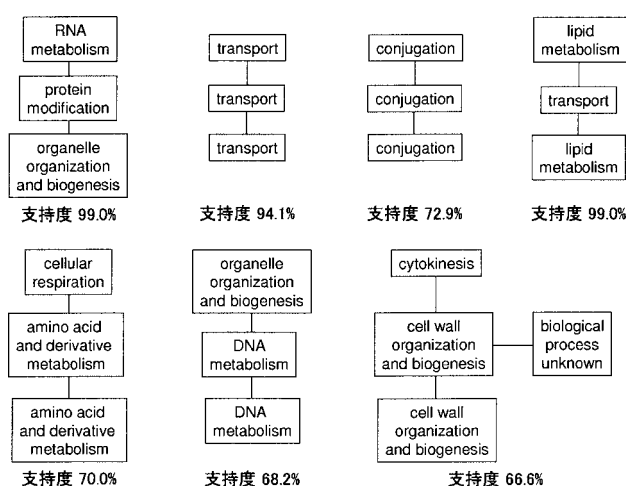 RNA
metabolism
protein
modification
organelle
organization
and biogenesis
支持度 99.0%
transport
transport
transport
支持度 94.1%
conjugation
conjugation
conjugation
支持度 72.9%
lipid
metabolism
transport
lipid
metabolism
支持度 99.0%
cellular
respiration
amino acid
and derivative
metabolism
amino acid
and derivative
metabolism
支持度 70.0%
organelle
organization
and biogenesis
DNA
metabolism
DNA
metabolism
支持度 68.2%
cytokinesis
cell wall
organization
and biogenesis
biological
process
unknown
cell wall
organization
and biogenesis
支持度 66.6%